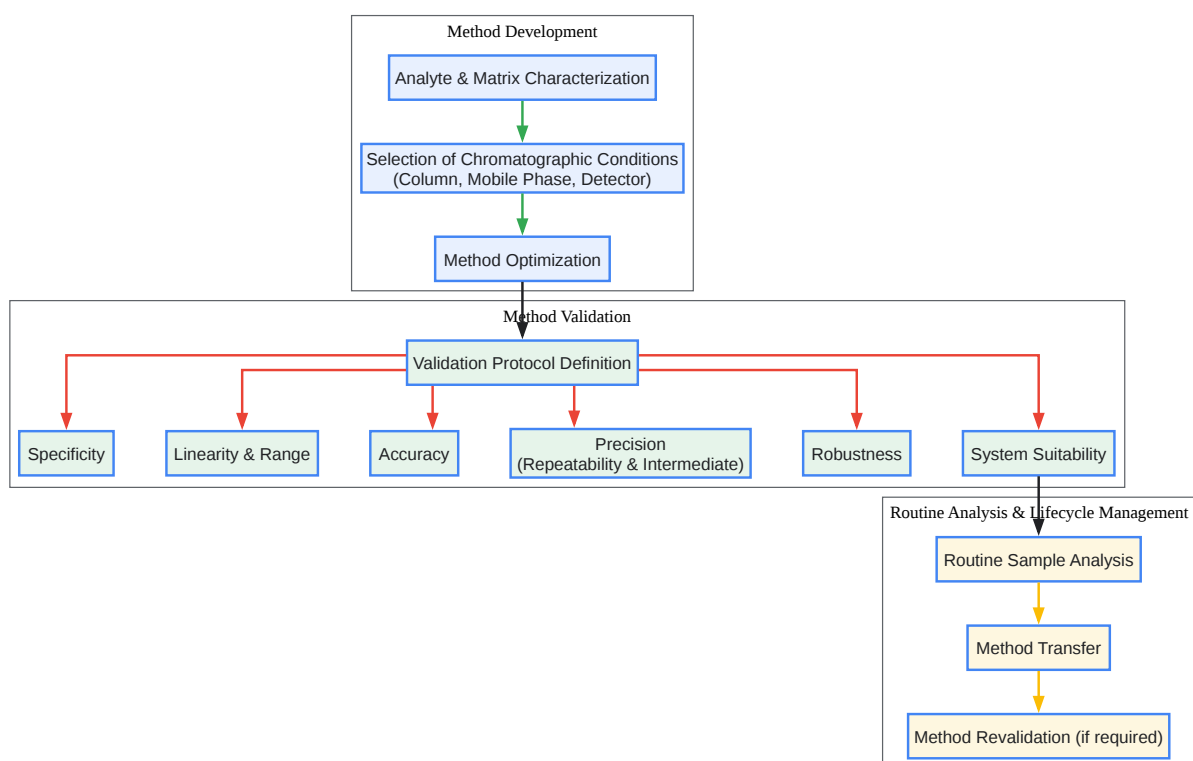 Method Development
Analyte & Matrix Characterization
Selection of Chromatographic Conditions
(Column, Mobile Phase, Detector)
Method Optimization
Method Validation
Validation Protocol Definition
Specificity
Linearity & Range
Accuracy
Precision
(Repeatability & Intermediate)
Robustness
System Suitability
Routine Analysis & Lifecycle Management
Routine Sample Analysis
Method Transfer
Method Revalidation (if required)